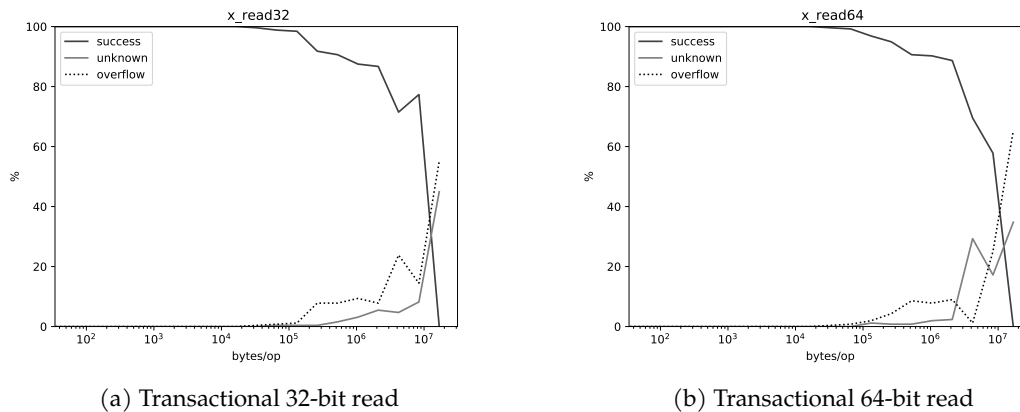 x_read32
100
80
60
40
20
0
%
success
unknown
overflow
10²
10³
10⁴
10⁵
10⁶
10⁷
bytes/op
(a) Transactional 32-bit read
x_read64
100
80
60
40
20
0
%
success
unknown
overflow
10²
10³
10⁴
10⁵
10⁶
10⁷
bytes/op
(b) Transactional 64-bit read